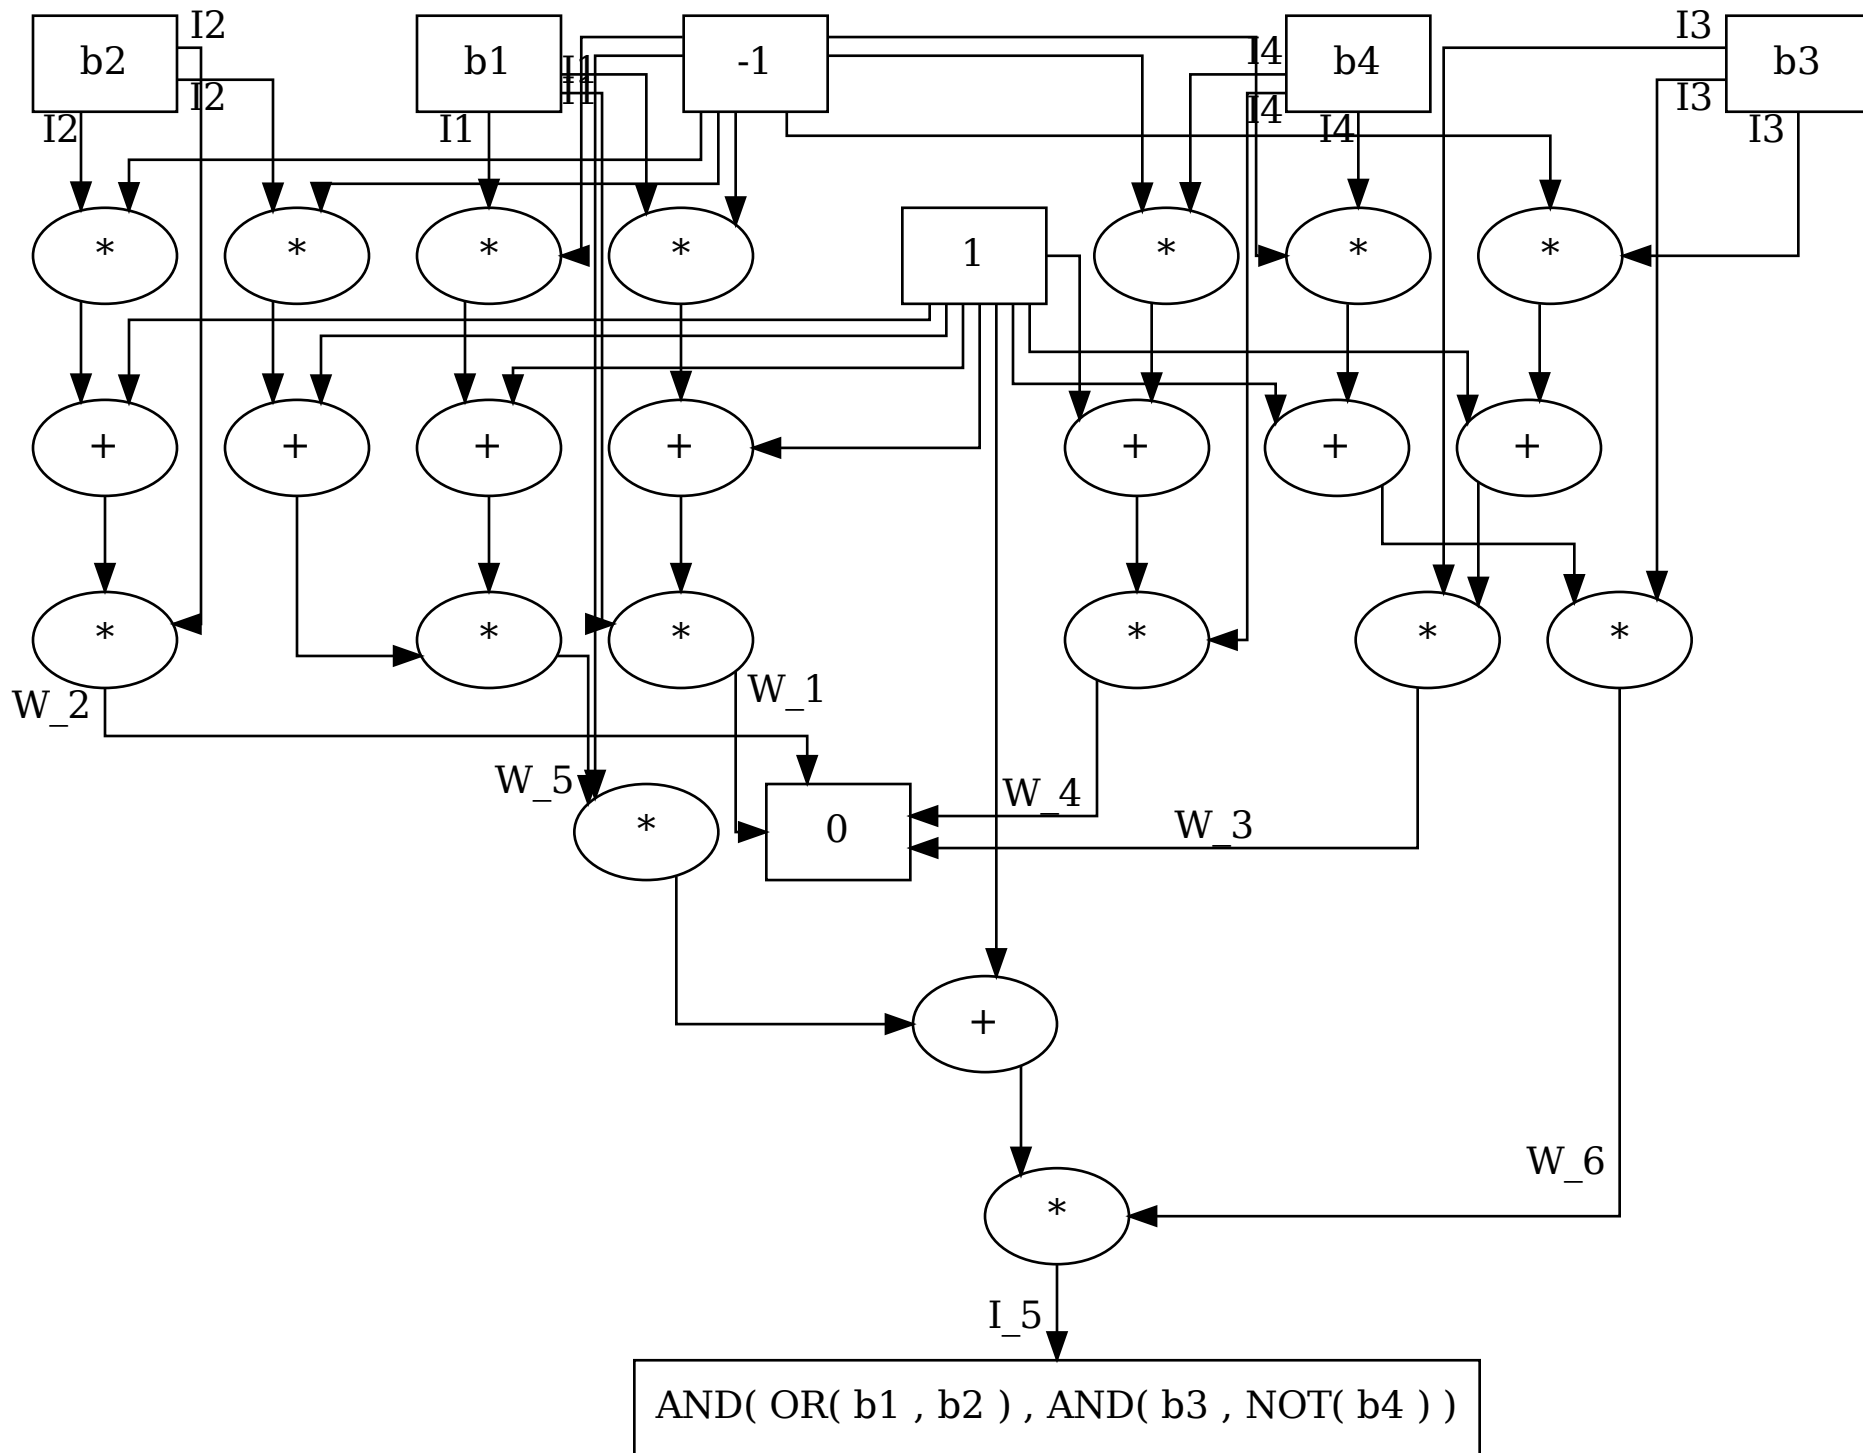 b2 I2 b1 -1 b4 I3 b3
I1 I4
I2 I1 I4 I3
I2 I1 I4 I3
* * * * 1 * * *
+ + + + + + +
* * * * * *
W_2 W_1
W_5 W_4
* 0 W_3
+
W_6
*
I_5
AND( OR( b1 , b2 ) , AND( b3 , NOT( b4 ) )